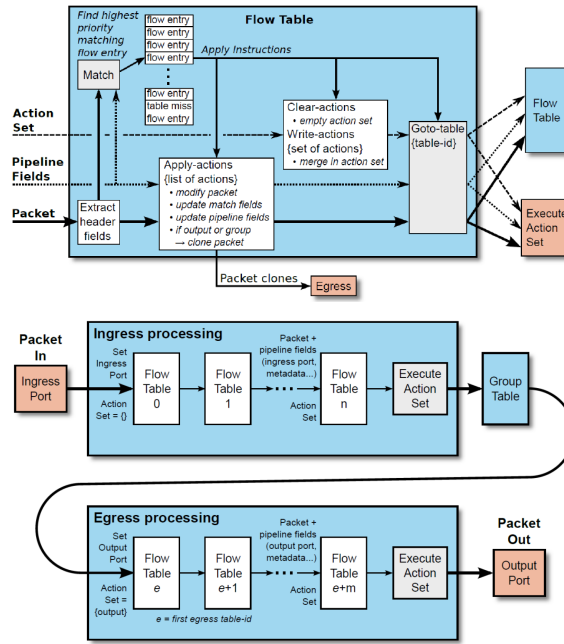 Flow Table
Find highest
priority
matching
flow entry
flow entry
flow entry
flow entry
flow entry
flow entry
flow entry
table miss
flow entry
Apply Instructions
Match
Action
Set
Clear-actions
• empty action set
Write-actions
{set of actions}
• merge in action set
Goto-table
{table-id}
Flow
Table
Pipeline
Fields
Apply-actions
{list of actions}
• modify packet
• update match fields
• update pipeline fields
• if output or group
→ clone packet
Packet
Extract
header
fields
Execute
Action
Set
Packet clones
Egress
Packet
In
Ingress
Port
Ingress processing
Set
Ingress
Port
Action
Set = {}
Flow
Table
0
Flow
Table
1
Packet +
pipeline fields
(ingress port,
metadata...)
Action
Set
Flow
Table
n
Execute
Action
Set
Group
Table
Egress processing
Set
Output
Port
Action
Set =
{output}
Flow
Table
e
Flow
Table
e+1
e = first egress table-id
Packet +
pipeline fields
(output port,
metadata...)
Action
Set
Flow
Table
e+m
Execute
Action
Set
Packet
Out
Output
Port